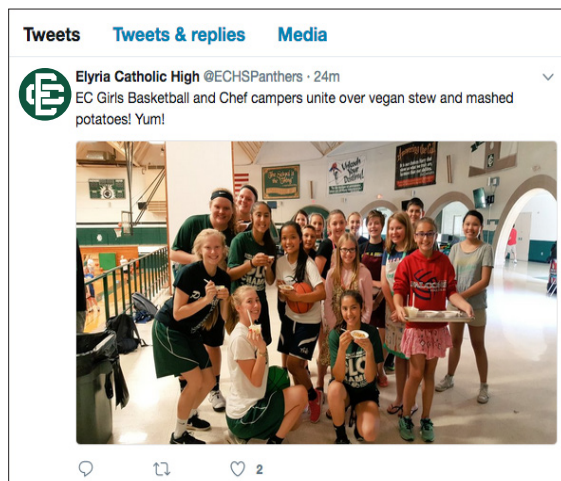 Tweets Tweets & replies Media
Elyria Catholic High @ECHSPanthers · 24m
EC Girls Basketball and Chef campers unite over vegan stew and mashed
potatoes! Yum!
2